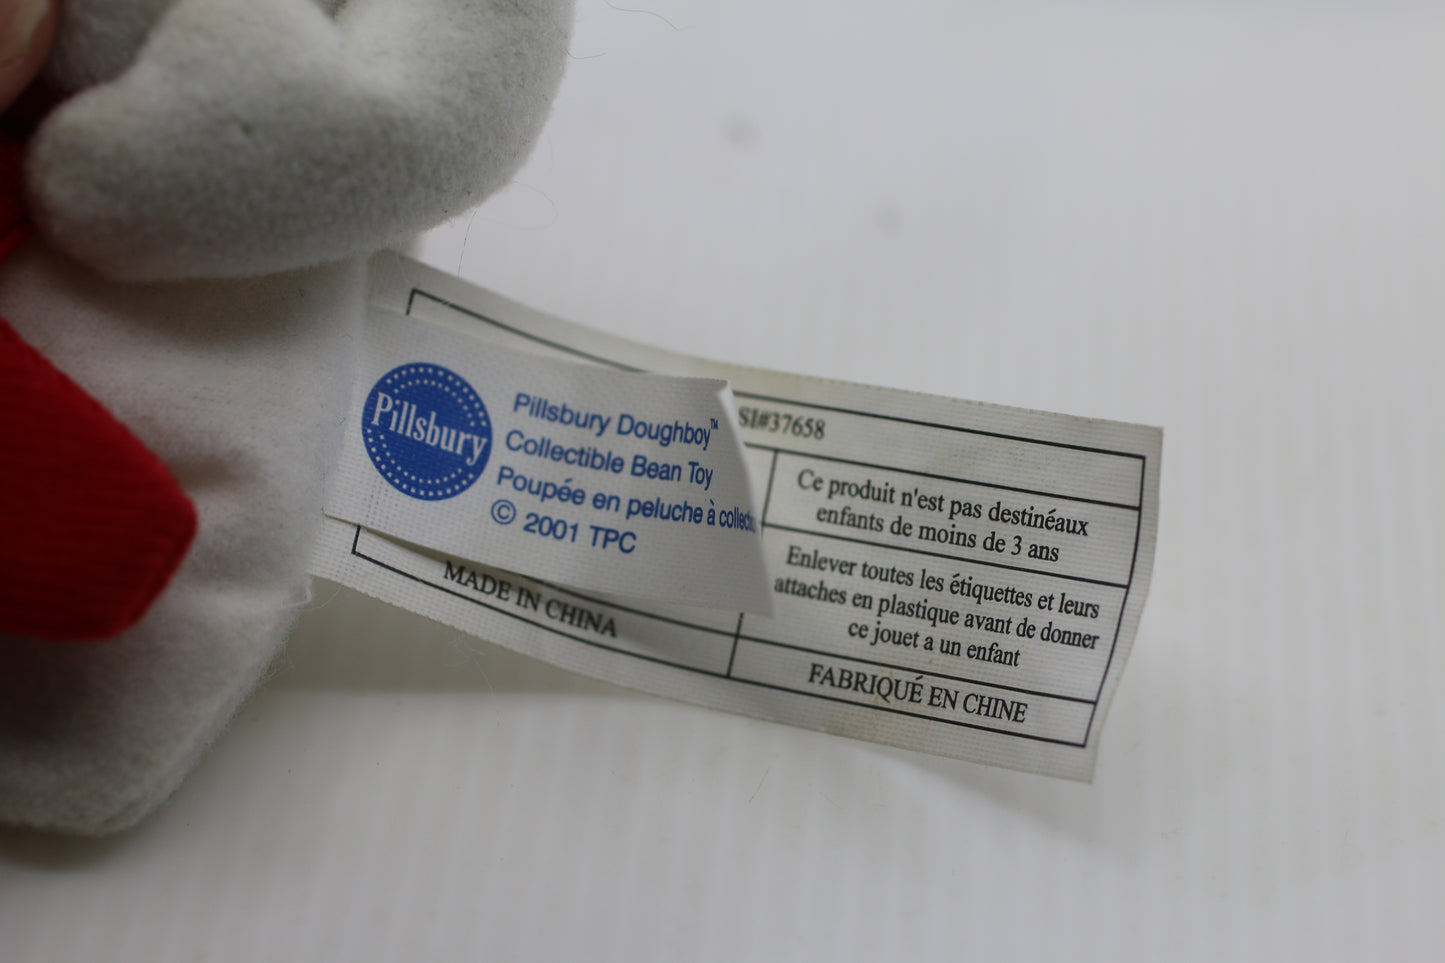 Pillsbury
Pillsbury Doughboy™
Collectible Bean Toy
Poupée en peluche à
© 2001 TPC
SI#37658
Ce produit n'est pas destinéaux
enfants de moins de 3 ans
Enlever toutes les étiquettes et leurs
attaches en plastique avant de donner
ce jouet a un enfant
MADE IN CHINA
FABRIQUÉ EN CHINE